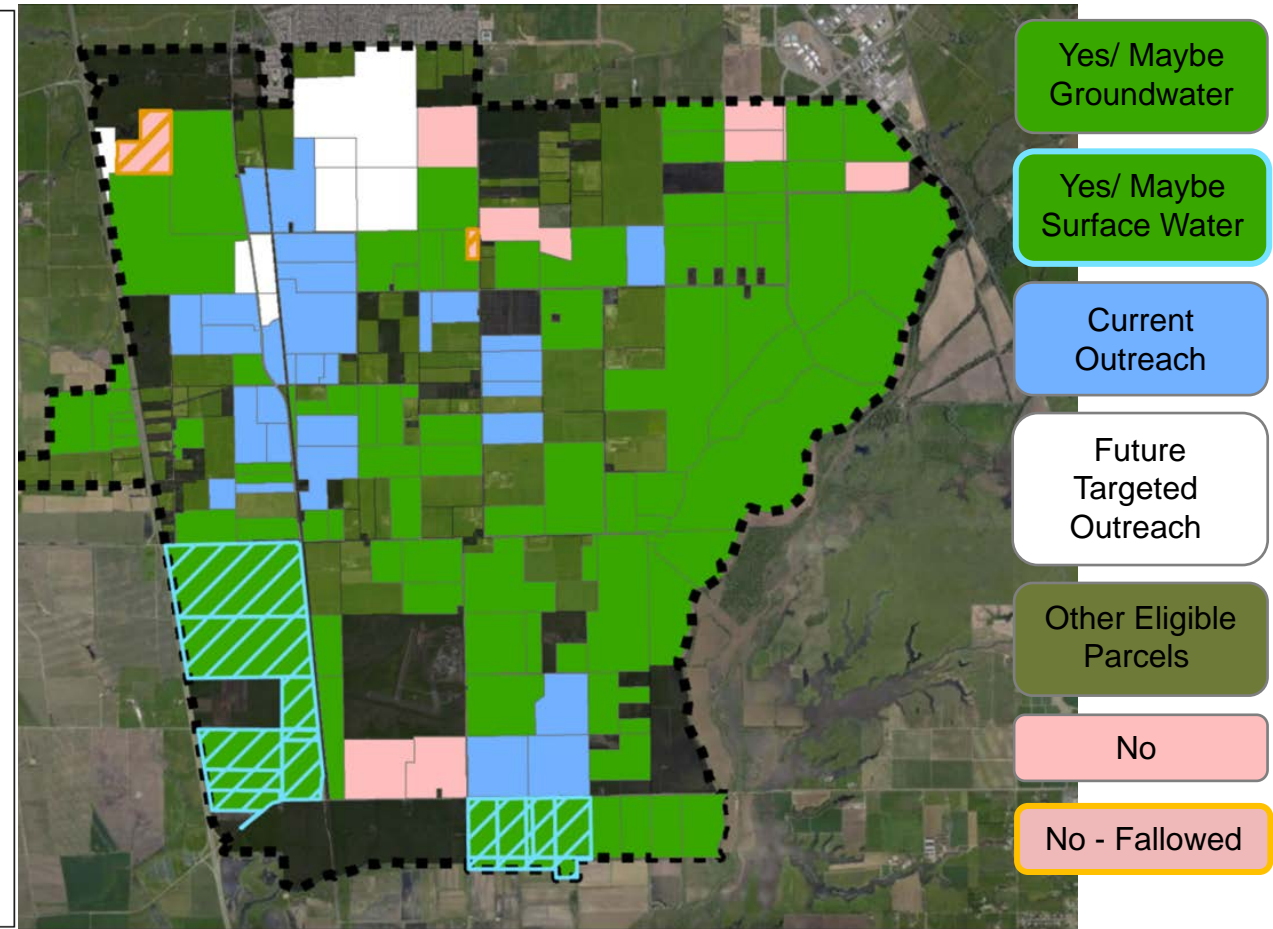 Yes/ Maybe
Groundwater
Yes/ Maybe
Surface Water
Current
Outreach
Future
Targeted
Outreach
Other Eligible
Parcels
No
No - Fallowed